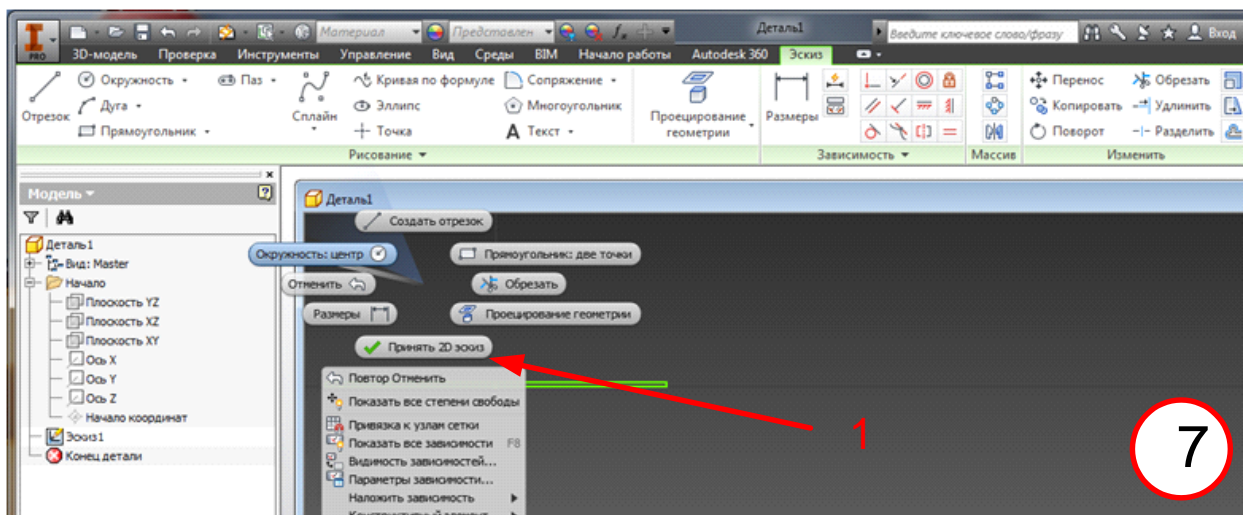 PRO
Материал
Представлен
Деталь1
Введите ключевое слово/фразу
Вход
3D-модель Проверка Инструменты Управление Вид Среды BIM Начало работы Autodesk 360 Эскиз
Отрезок
Окружность
Дуга
Прямоугольник
Паз
Сплайн
Кривая по формуле
Эллипс
Точка
Сопряжение
Многоугольник
Текст
Проецирование
геометрии
Размеры
Перенос
Копировать
Поворот
Обрезать
Удлинить
Разделить
Рисование
Зависимость
Массив
Изменить
Модель
Деталь1
Вид: Master
Начало
Плоскость YZ
Плоскость XZ
Плоскость XY
Ось X
Ось Y
Ось Z
Начало координат
Эскиз1
Конец детали
Деталь1
Создать отрезок
Окружность: центр
Прямоугольник: две точки
Отменить
Обрезать
Размеры
Проецирование геометрии
Принять 2D эскиз
Повтор Отменить
Показать все степени свободы
Привязка к узлам сетки
Показать все зависимости F8
Видимость зависимостей...
Параметры зависимости...
Наложить зависимость
1
7